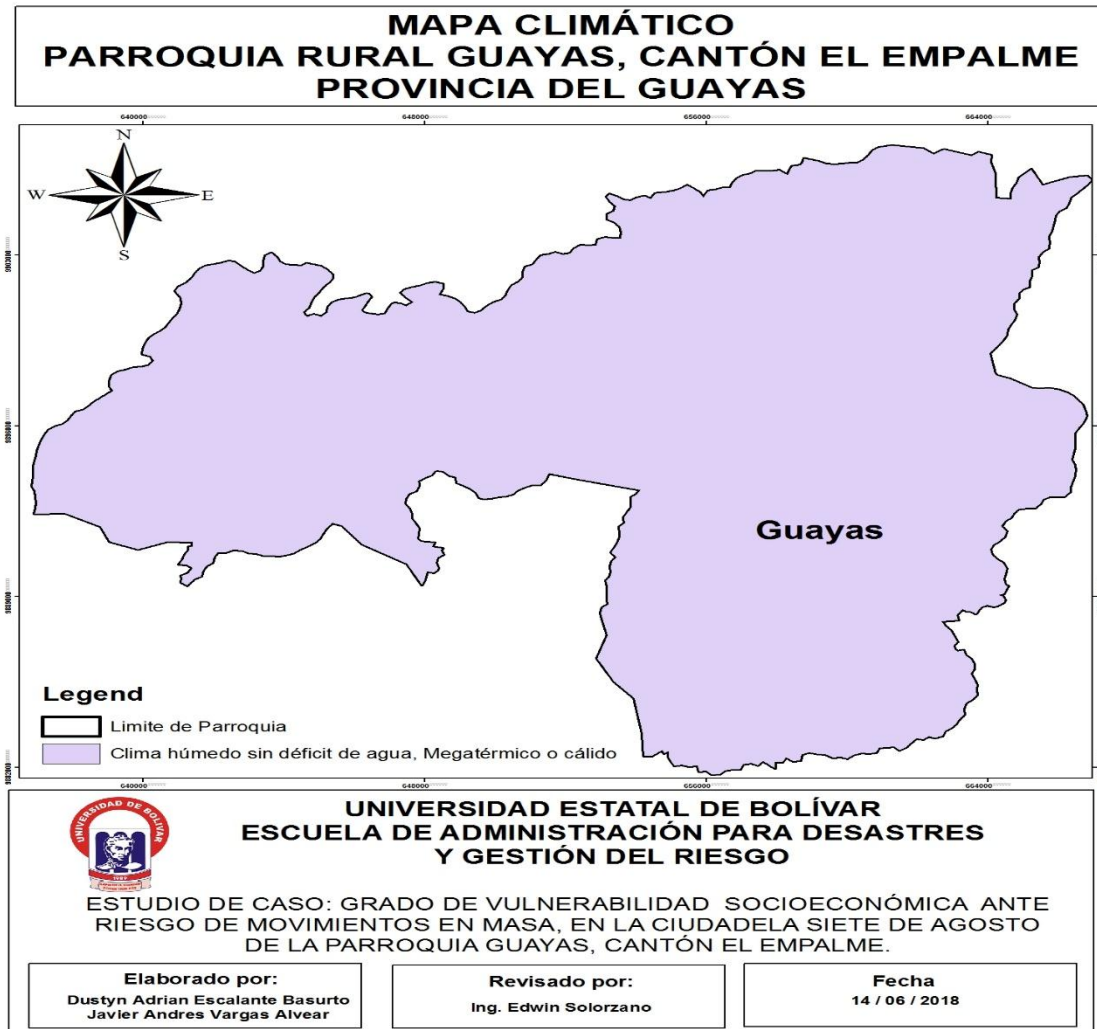 MAPA CLIMÁTICO
PARROQUIA RURAL GUAYAS, CANTÓN EL EMPALME
PROVINCIA DEL GUAYAS
640000
648000
656000
664000
N
W
E
S
Guayas
Legend
Limite de Parroquia
Clima húmedo sin déficit de agua, Megatérmico o cálido
640000
648000
656000
664000
UNIVERSIDAD DE BOLIVAR
1989
UNIVERSIDAD ESTATAL DE BOLÍVAR
ESCUELA DE ADMINISTRACIÓN PARA DESASTRES
Y GESTIÓN DEL RIESGO
ESTUDIO DE CASO: GRADO DE VULNERABILIDAD SOCIOECONÓMICA ANTE
RIESGO DE MOVIMIENTOS EN MASA, EN LA CIUDADELA SIETE DE AGOSTO
DE LA PARROQUIA GUAYAS, CANTÓN EL EMPALME.
Elaborado por:
Dustyn Adrian Escalante Basurto
Javier Andres Vargas Alvear
Revisado por:
Ing. Edwin Solorzano
Fecha
14 / 06 / 2018